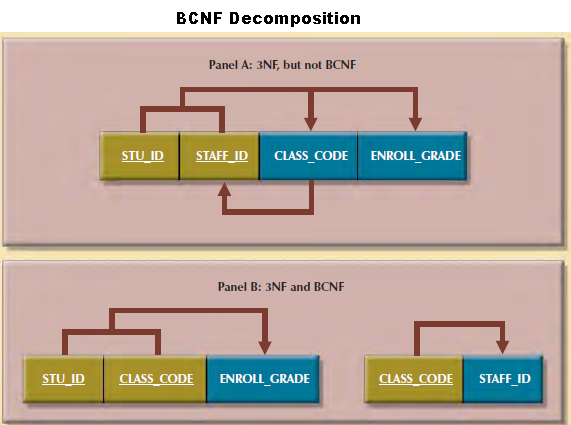 BCNF Decomposition
Panel A: 3NF, but not BCNF
STU_ID STAFF_ID CLASS_CODE ENROLL_GRADE
Panel B: 3NF and BCNF
STU_ID CLASS_CODE ENROLL_GRADE CLASS_CODE STAFF_ID